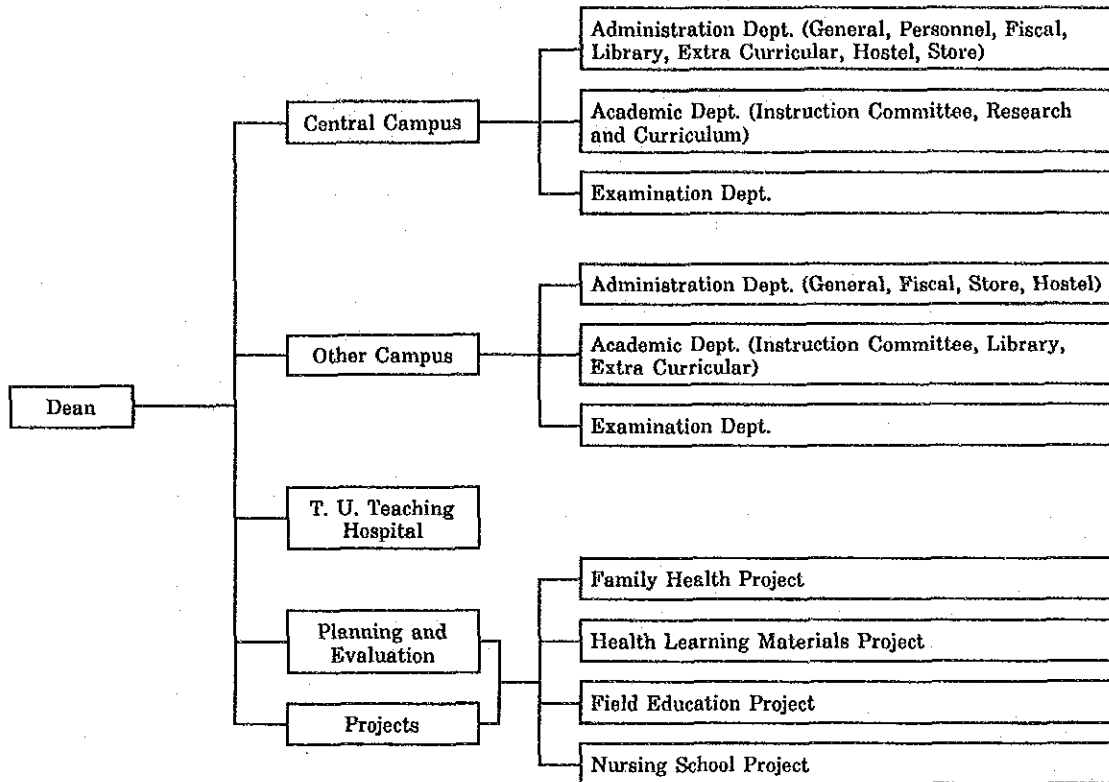 Administration Dept. (General, Personnel, Fiscal,
Library, Extra Curricular, Hostel, Store)
Central Campus
Academic Dept. (Instruction Committee, Research
and Curriculum)
Examination Dept.
Administration Dept. (General, Fiscal, Store, Hostel)
Other Campus
Academic Dept. (Instruction Committee, Library,
Extra Curricular)
Dean
Examination Dept.
T. U. Teaching
Hospital
Family Health Project
Planning and
Evaluation
Health Learning Materials Project
Field Education Project
Projects
Nursing School Project